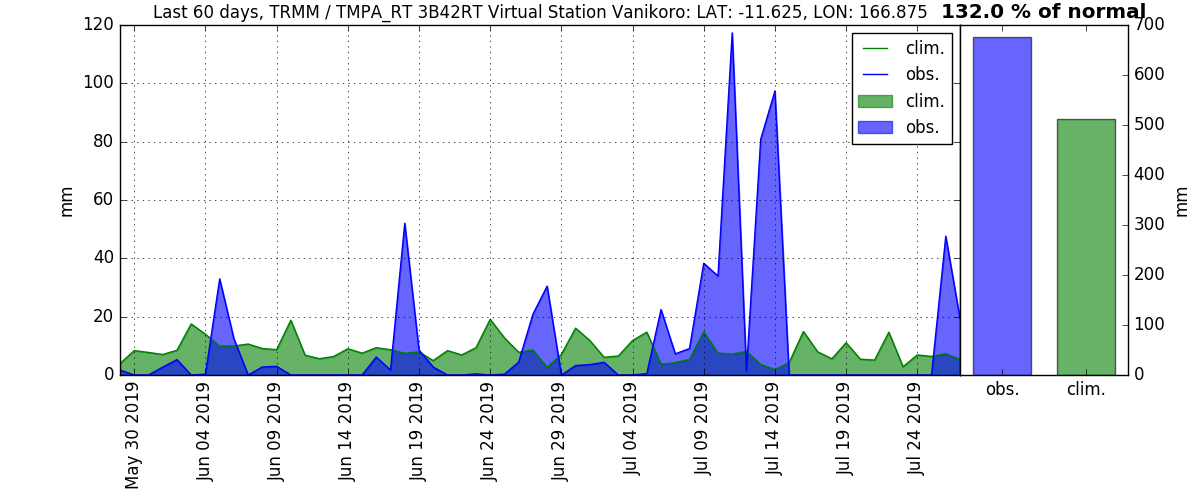 Last 60 days, TRMM / TMPA_RT 3B42RT Virtual Station Vanikoro: LAT: -11.625, LON: 166.875
132.0 % of normal
120
100
80
60
40
20
0
mm
clim.
obs.
clim.
obs.
May 30 2019
Jun 04 2019
Jun 09 2019
Jun 14 2019
Jun 19 2019
Jun 24 2019
Jun 29 2019
Jul 04 2019
Jul 09 2019
Jul 14 2019
Jul 19 2019
Jul 24 2019
700
600
500
400
300
200
100
0
mm
obs.
clim.